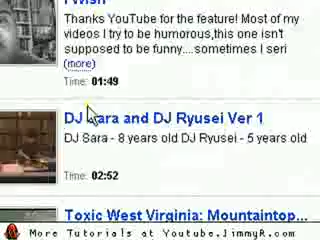 I Wish
Thanks YouTube for the feature! Most of my
videos I try to be humorous,this one isn't
supposed to be funny....sometimes I seri
(more)
Time: 01:49
DJ Sara and DJ Ryusei Ver 1
DJ Sara - 8 years old DJ Ryusei - 5 years old
Time: 02:52
Toxic West Virginia: Mountaintop...
More Tutorials at Youtube.JimmyR.com